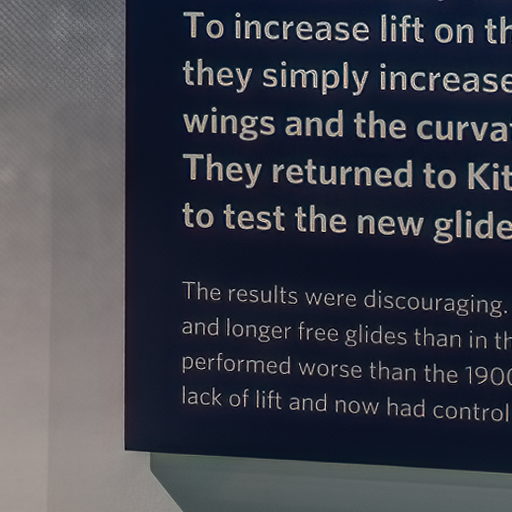 To increase lift on th
they simply increase
wings and the curva
They returned to Kit
to test the new glide
The results were discouraging.
and longer free glides than in th
performed worse than the 1900
lack of lift and now had control